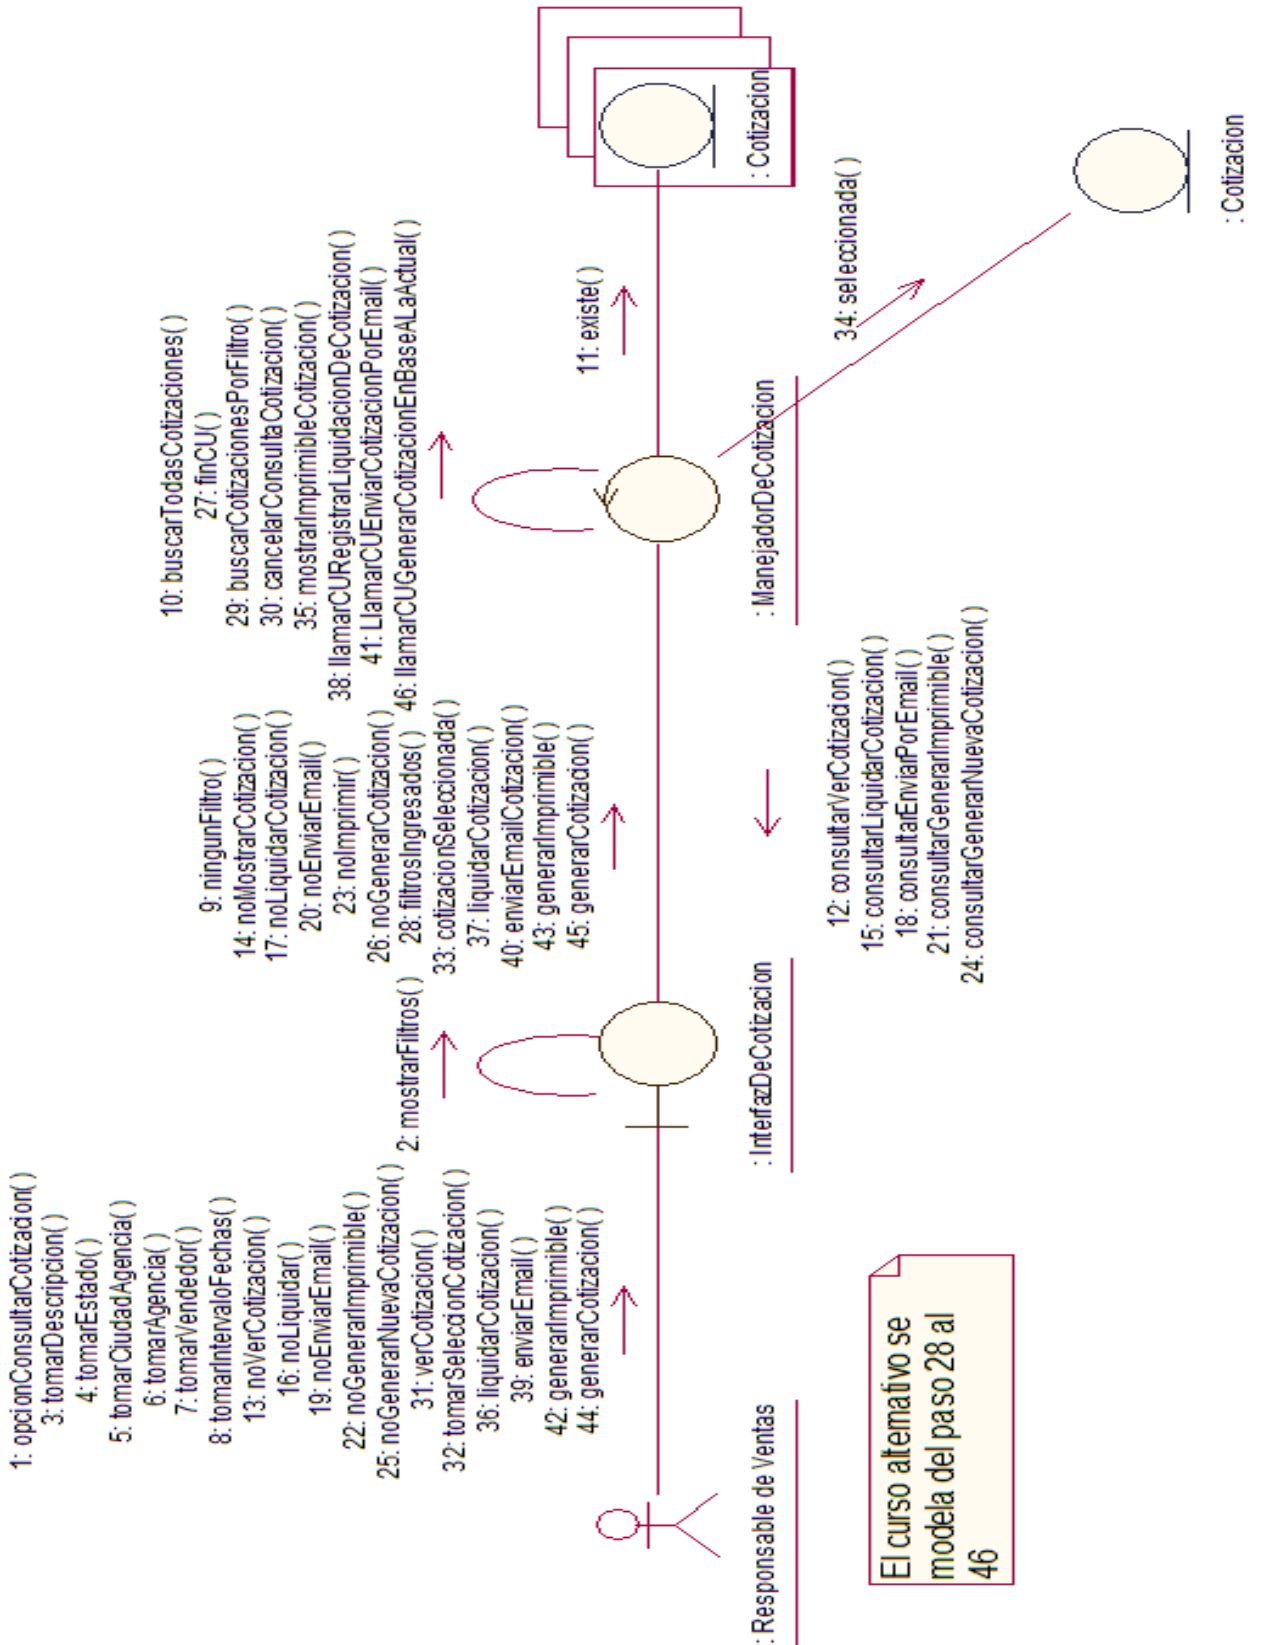 1: opcionConsultarCotizacion( )
3: tomarDescripcion( )
4: tomarEstado( )
5: tomarCiudadAgencia( )
6: tomarAgencia( )
7: tomarVendedor( )
8: tomarIntervaloFechas( )
13: noVerCotizacion( )
16: noLiquidar( )
19: noEnviarEmail( )
22: noGenerarImprimible( )
25: noGenerarNuevaCotizacion( )
31: verCotizacion( )
32: tomarSeleccionCotizacion( )
36: liquidarCotizacion( )
39: enviarEmail( )
42: generarImprimible( )
44: generarCotizacion( )
2: mostrarFiltros( )
9: ningunFiltro( )
14: noMostrarCotizacion( )
17: noLiquidarCotizacion( )
20: noEnviarEmail( )
23: noImprimir( )
26: noGenerarCotizacion( )
28: filtrosIngresados( )
33: cotizacionSeleccionada( )
37: liquidarCotizacion( )
40: enviarEmailCotizacion( )
43: generarImprimible( )
45: generarCotizacion( )
10: buscarTodasCotizaciones( )
27: finCU( )
29: buscarCotizacionesPorFiltro( )
30: cancelarConsultaCotizacion( )
35: mostrarImprimibleCotizacion( )
38: llamarCURegistrarLiquidacionDeCotizacion( )
41: LlamarCUEnviarCotizacionPorEmail( )
46: llamarCUGenerarCotizacionEnBaseALaActual( )
11: existe( )
34: seleccionada( )
: Responsable de Ventas
: InterfazDeCotizacion
: ManejadorDeCotizacion
: Cotizacion
: Cotizacion
12: consultarVerCotizacion( )
15: consultarLiquidarCotizacion( )
18: consultarEnviarPorEmail( )
21: consultarGenerarImprimible( )
24: consultarGenerarNuevaCotizacion( )
El curso alternativo se
modela del paso 28 al
46